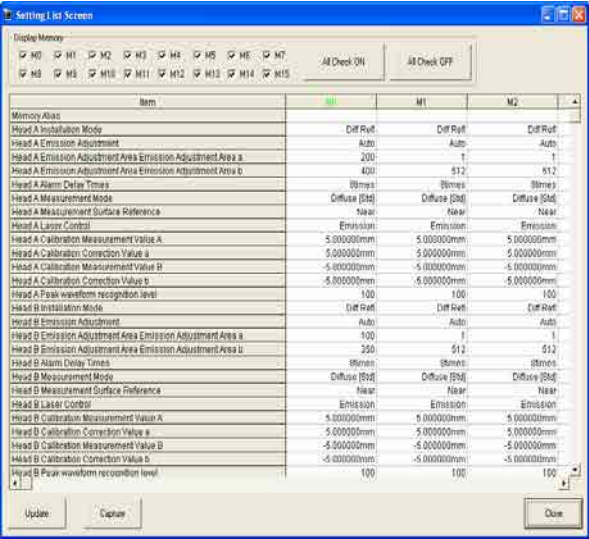 Setting List Screen
Display Memory
M0 M1 M2 M3 M4 M5 M6 M7
All Check ON All Check OFF
M8 M9 M10 M11 M12 M13 M14 M15
Item M0 M1 M2
Memory Alias
Head A Installation Mode Diff Refl Diff Refl Diff Refl
Head A Emission Adjustment Auto Auto Auto
Head A Emission Adjustment Area Emission Adjustment Area a 200 1 1
Head A Emission Adjustment Area Emission Adjustment Area b 400 512 512
Head A Alarm Delay Times 8times 8times 8times
Head A Measurement Mode Diffuse [Std] Diffuse [Std] Diffuse [Std]
Head A Measurement Surface Reference Near Near Near
Head A Laser Control Emission Emission Emission
Head A Calibration Measurement Value A 5.000000mm 5.000000mm 5.000000mm
Head A Calibration Correction Value a 5.000000mm 5.000000mm 5.000000mm
Head A Calibration Measurement Value B -5.000000mm -5.000000mm -5.000000mm
Head A Calibration Correction Value b -5.000000mm -5.000000mm -5.000000mm
Head A Peak waveform recognition level 100 100 100
Head B Installation Mode Diff Refl Diff Refl Diff Refl
Head B Emission Adjustment Auto Auto Auto
Head B Emission Adjustment Area Emission Adjustment Area a 100 1 1
Head B Emission Adjustment Area Emission Adjustment Area b 350 512 512
Head B Alarm Delay Times 8times 8times 8times
Head B Measurement Mode Diffuse [Std] Diffuse [Std] Diffuse [Std]
Head B Measurement Surface Reference Near Near Near
Head B Laser Control Emission Emission Emission
Head B Calibration Measurement Value A 5.000000mm 5.000000mm 5.000000mm
Head B Calibration Correction Value a 5.000000mm 5.000000mm 5.000000mm
Head B Calibration Measurement Value B -5.000000mm -5.000000mm -5.000000mm
Head B Calibration Correction Value b -5.000000mm -5.000000mm -5.000000mm
Head B Peak waveform recognition level 100 100 100
Update Capture Close